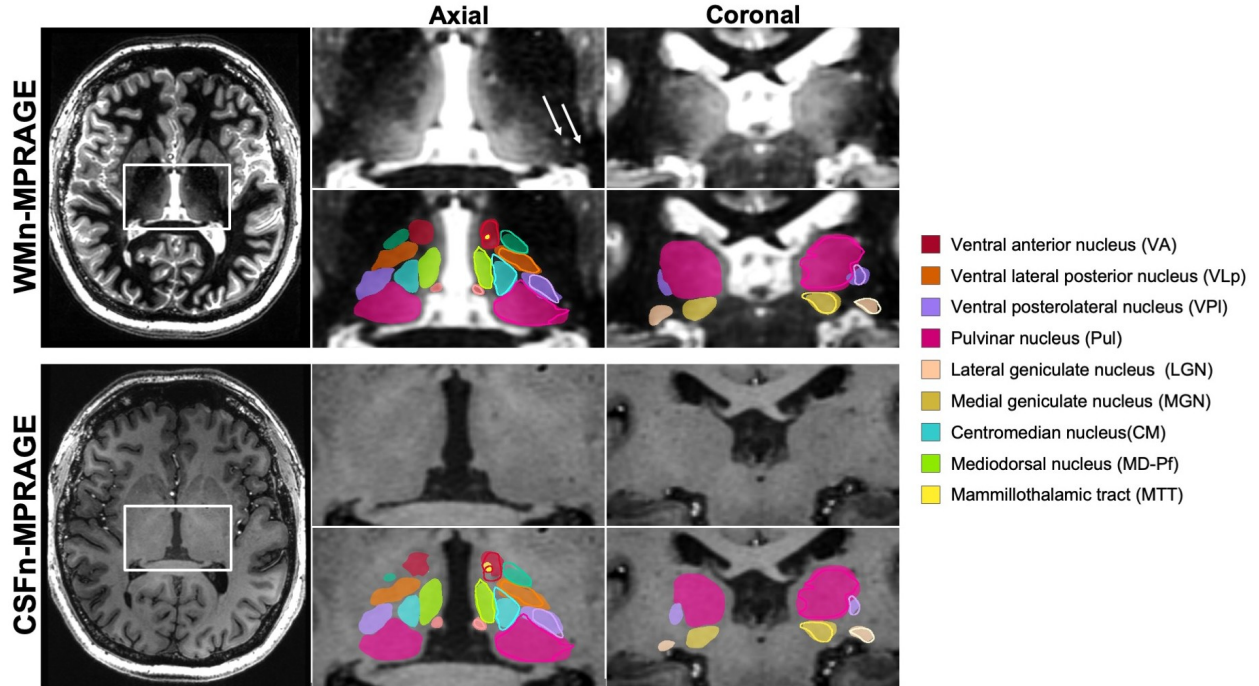 Axial
Coronal
WMn-MPRAGE
Ventral anterior nucleus (VA)
Ventral lateral posterior nucleus (VLp)
Ventral posterolateral nucleus (VPl)
Pulvinar nucleus (Pul)
Lateral geniculate nucleus (LGN)
Medial geniculate nucleus (MGN)
Centromedian nucleus(CM)
Mediodorsal nucleus (MD-Pf)
Mammillothalamic tract (MTT)
CSFn-MPRAGE